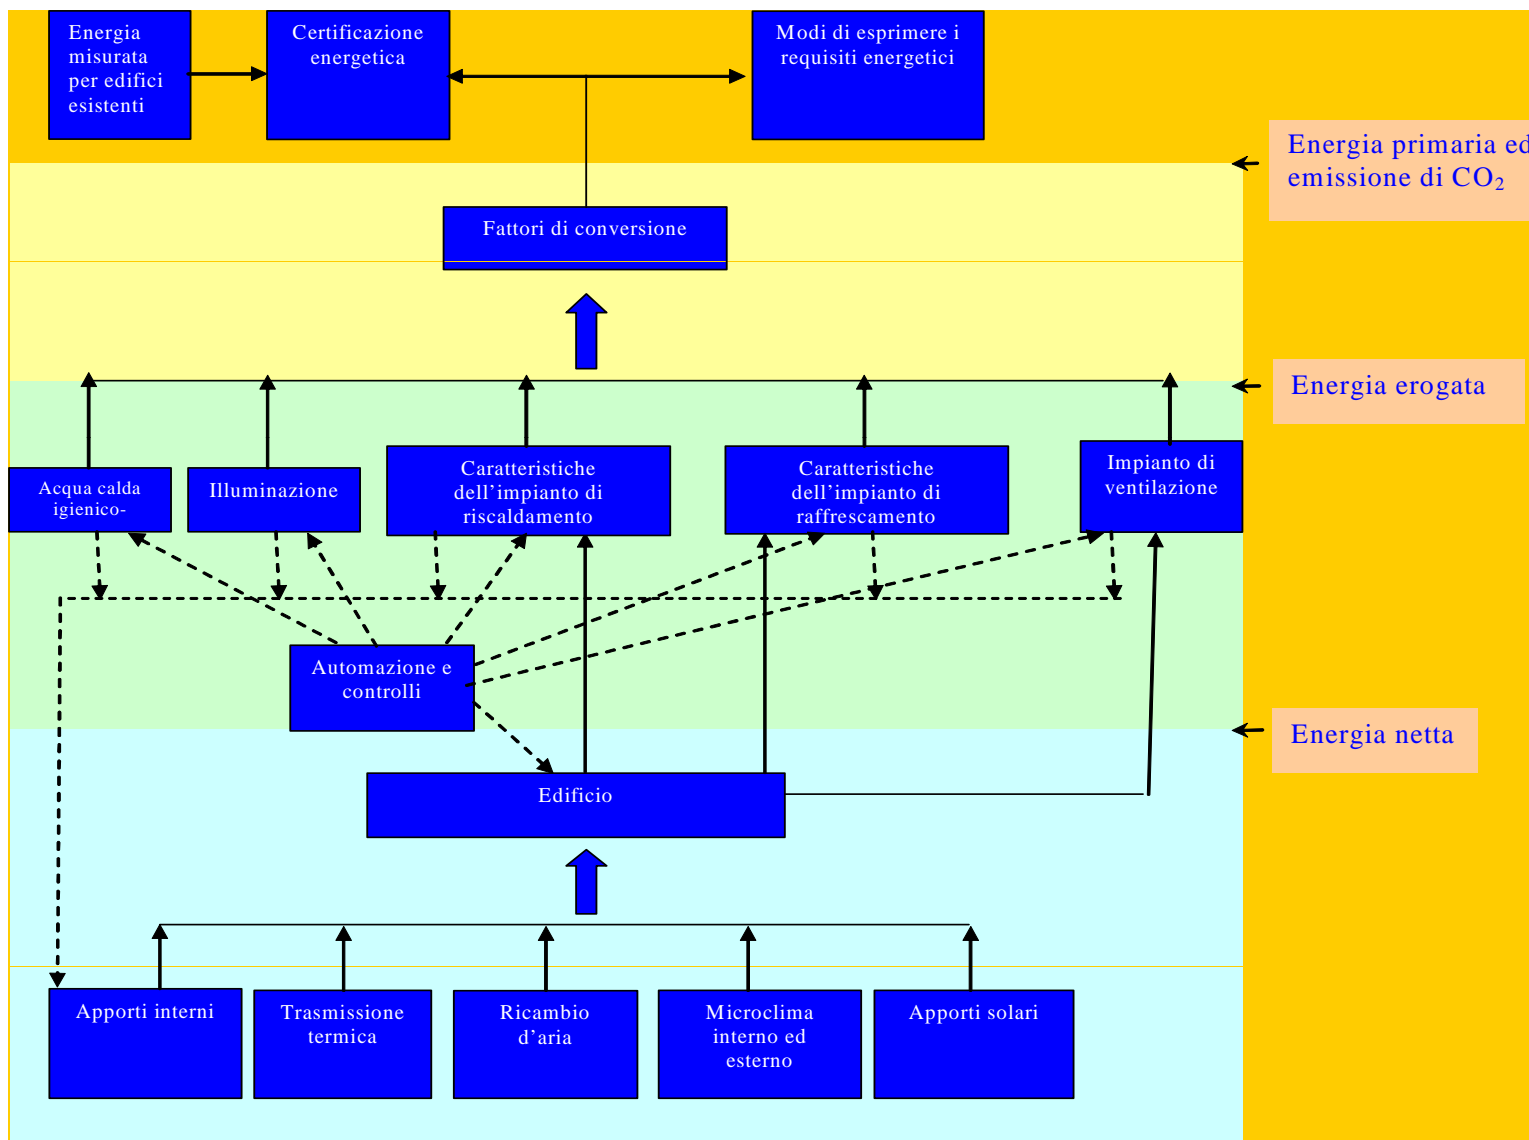 Energia
misurata
per edifici
esistenti
Certificazione
energetica
Modi di esprimere i
requisiti energetici
Energia primaria ed
emissione di CO₂
Fattori di conversione
Energia erogata
Acqua calda
igienico-
Illuminazione
Caratteristiche
dell’impianto di
riscaldamento
Caratteristiche
dell’impianto di
raffrescamento
Impianto di
ventilazione
Automazione e
controlli
Energia netta
Edificio
Apporti interni
Trasmissione
termica
Ricambio
d’aria
Microclima
interno ed
esterno
Apporti solari